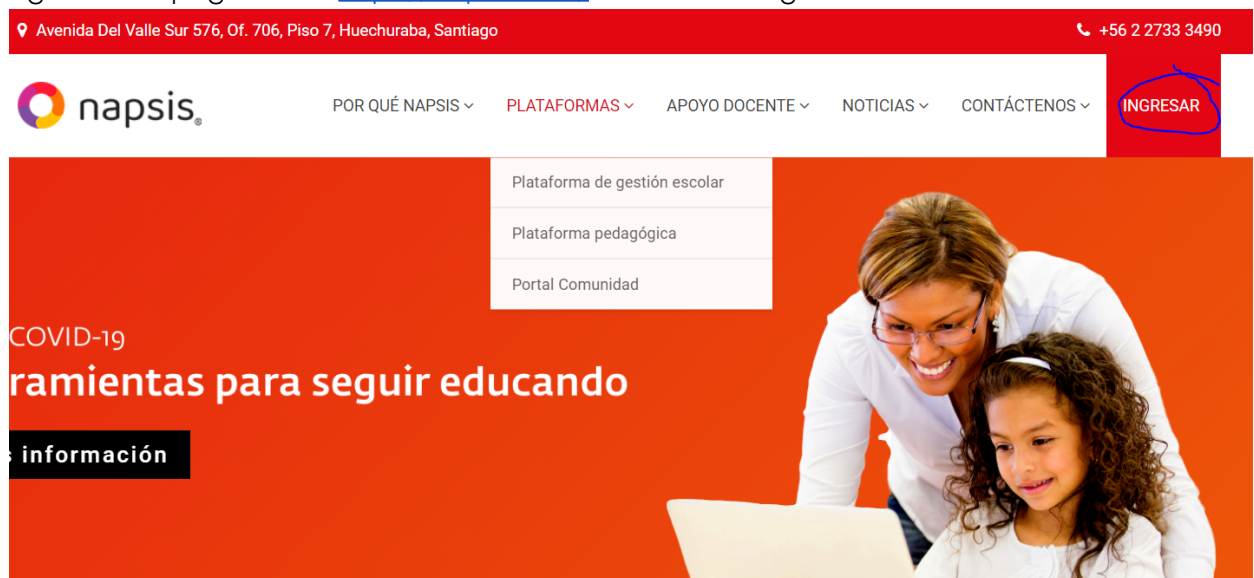 Avenida Del Valle Sur 576, Of. 706, Piso 7, Huechuraba, Santiago
+56 2 2733 3490
napsis®
POR QUÉ NAPSIS
PLATAFORMAS
APOYO DOCENTE
NOTICIAS
CONTÁCTENOS
INGRESAR
Plataforma de gestión escolar
Plataforma pedagógica
Portal Comunidad
COVID-19
ramientas para seguir educando
información